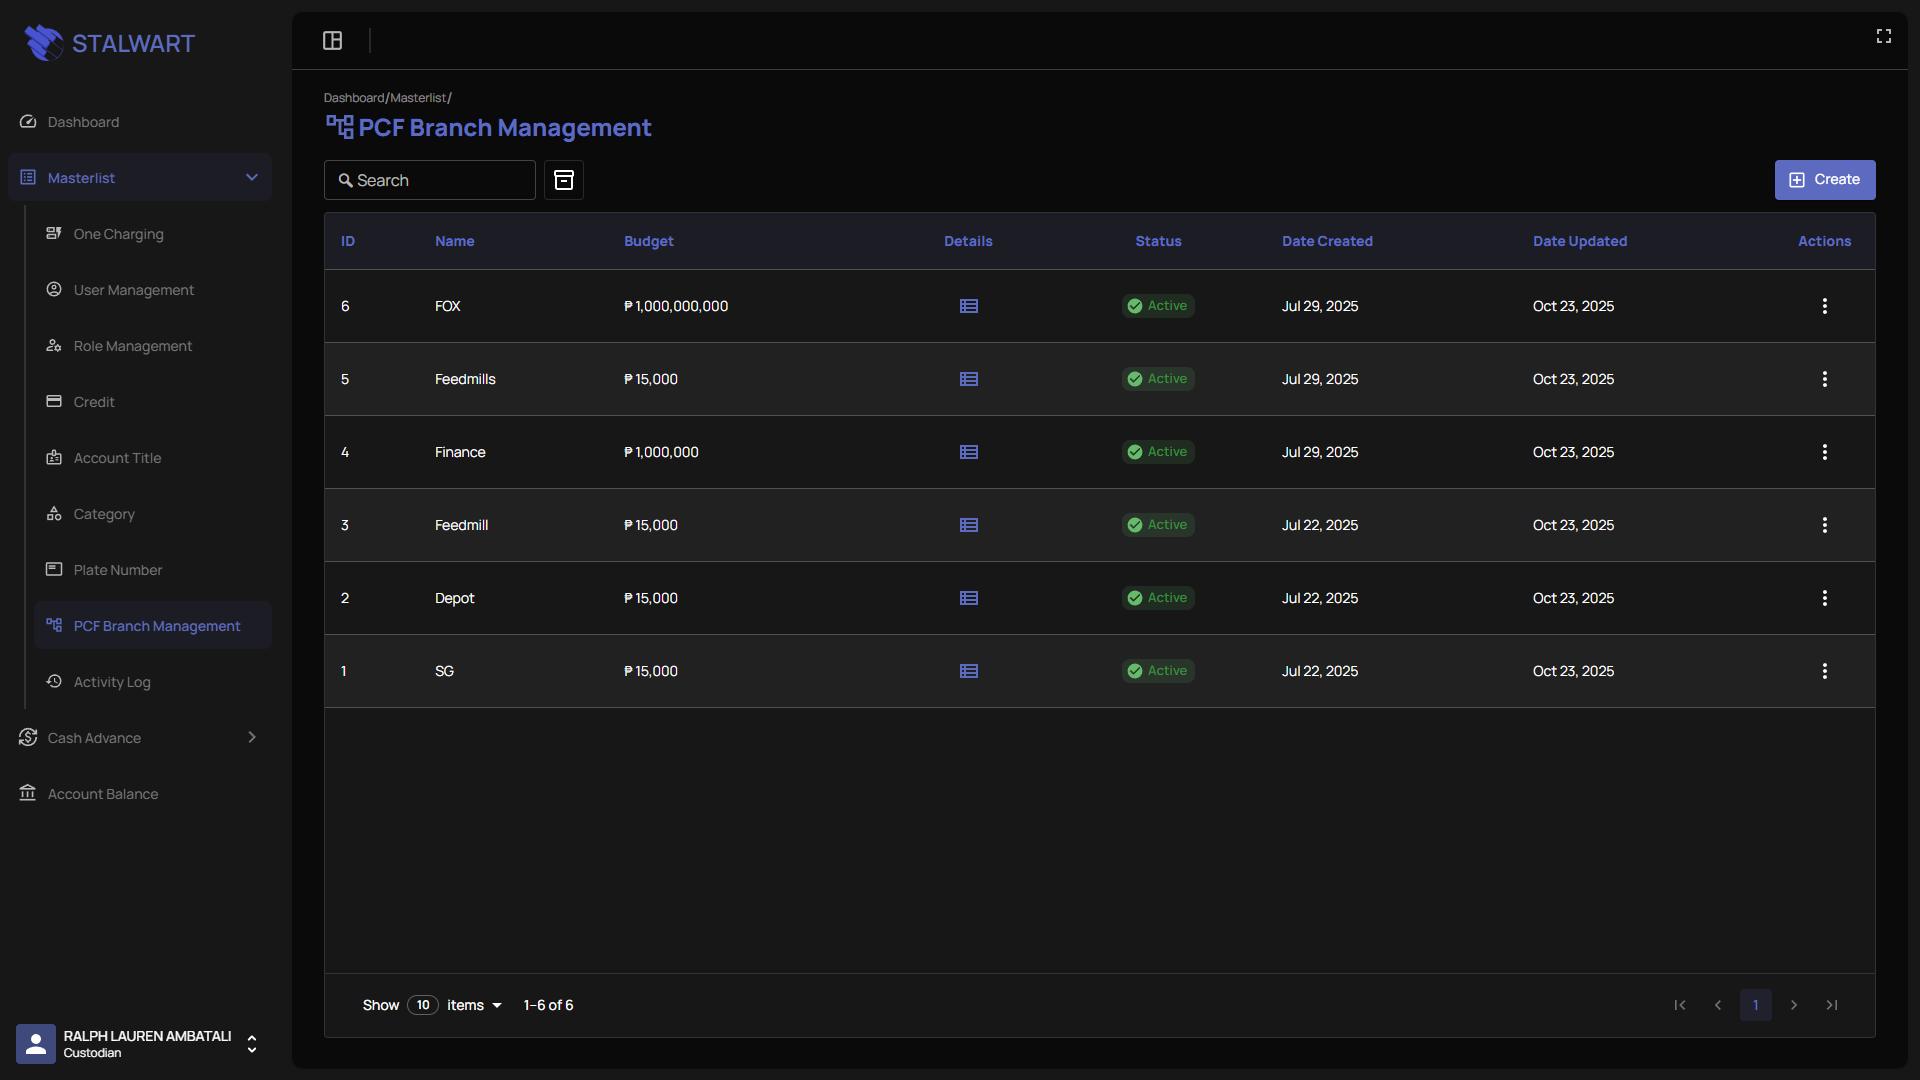 STALWART
Dashboard
Masterlist
One Charging
User Management
Role Management
Credit
Account Title
Category
Plate Number
PCF Branch Management
Activity Log
Cash Advance
Account Balance
RALPH LAUREN AMBATALI
Custodian
Dashboard/Masterlist/
PCF Branch Management
Search
Create
ID Name Budget Details Status Date Created Date Updated Actions
6 FOX ₱ 1,000,000,000 Active Jul 29, 2025 Oct 23, 2025
5 Feedmills ₱ 15,000 Active Jul 29, 2025 Oct 23, 2025
4 Finance ₱ 1,000,000 Active Jul 29, 2025 Oct 23, 2025
3 Feedmill ₱ 15,000 Active Jul 22, 2025 Oct 23, 2025
2 Depot ₱ 15,000 Active Jul 22, 2025 Oct 23, 2025
1 SG ₱ 15,000 Active Jul 22, 2025 Oct 23, 2025
Show 10 items 1–6 of 6 1